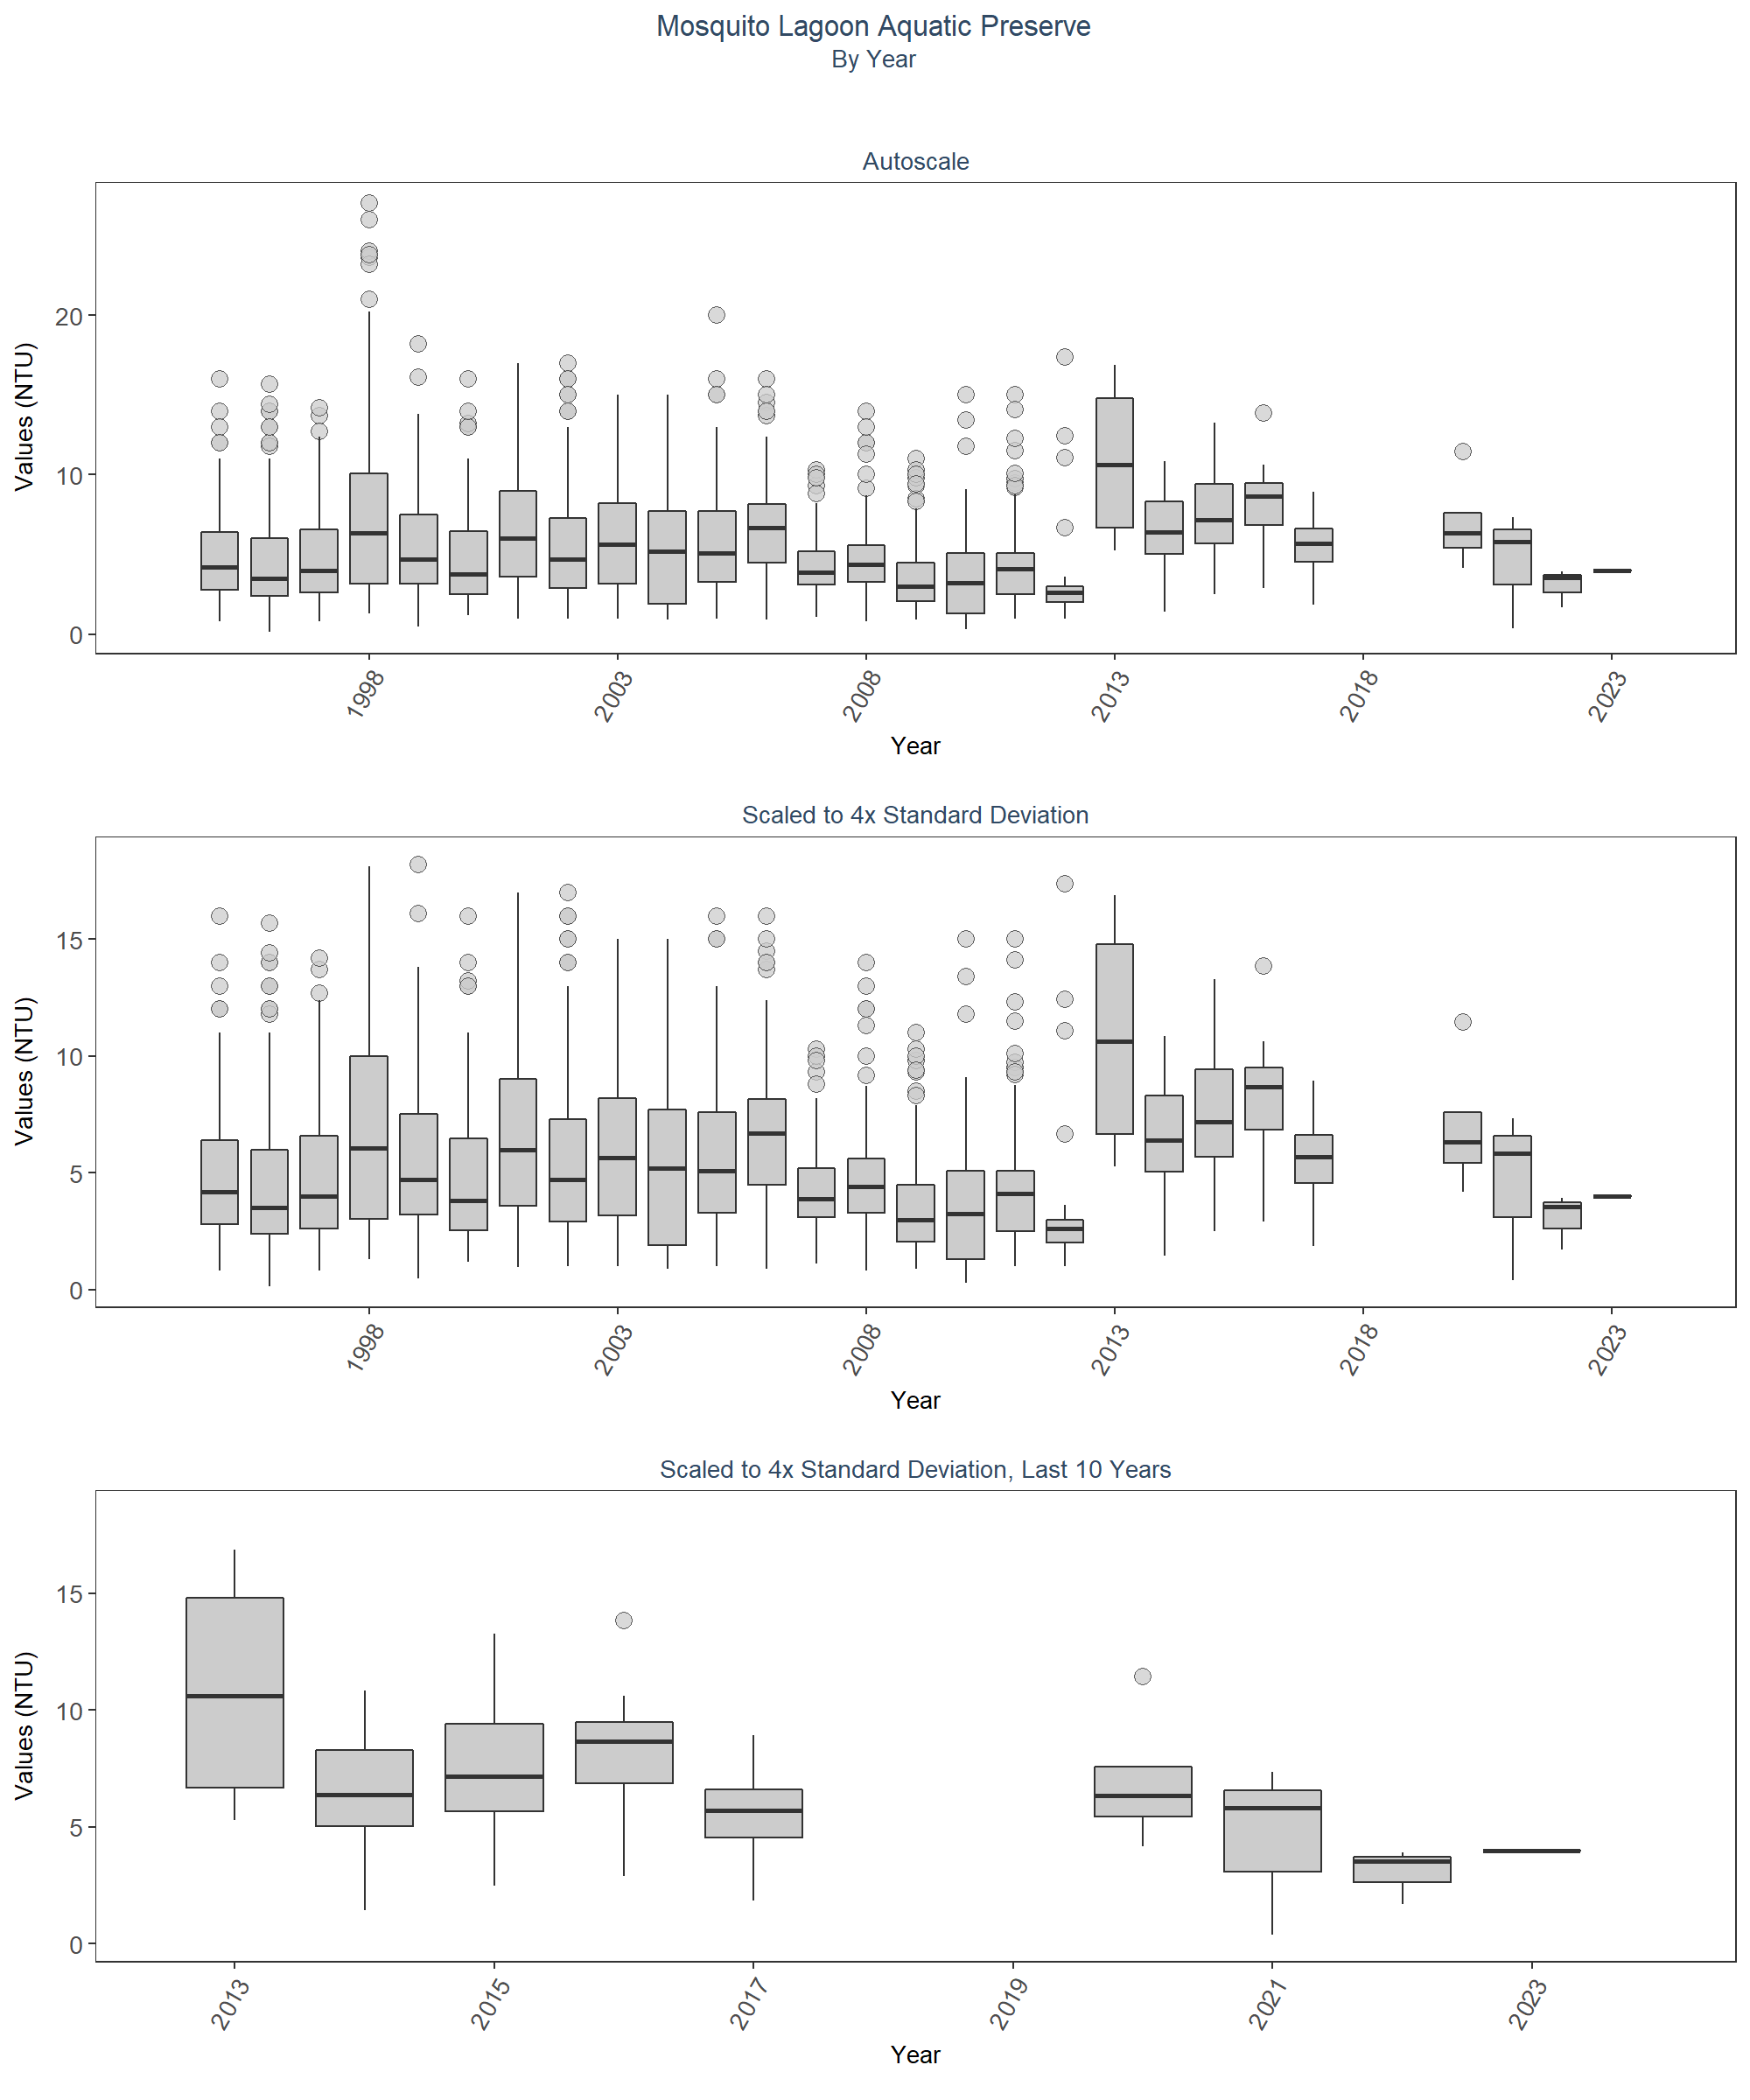 Mosquito Lagoon Aquatic Preserve
By Year
Autoscale
Values (NTU)
20
10
0
1998 2003 2008 2013 2018 2023
Year
Scaled to 4x Standard Deviation
Values (NTU)
15
10
5
0
1998 2003 2008 2013 2018 2023
Year
Scaled to 4x Standard Deviation, Last 10 Years
Values (NTU)
15
10
5
0
2013 2015 2017 2019 2021 2023
Year